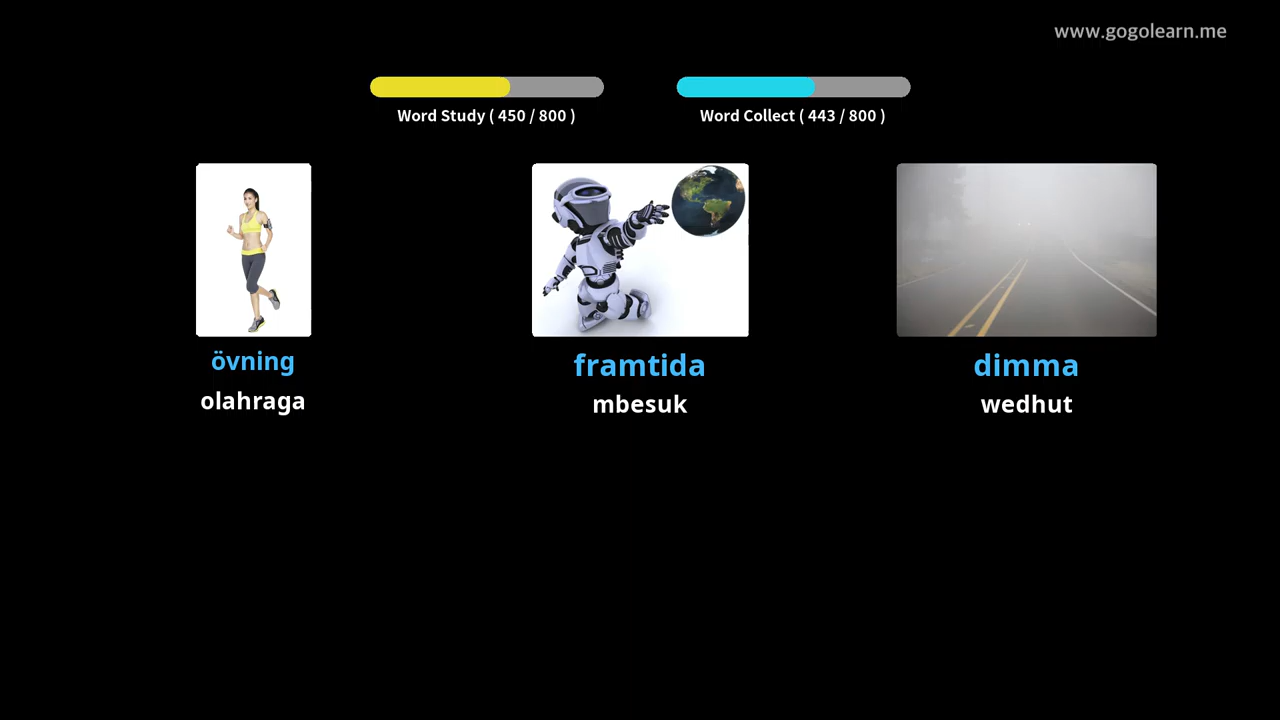 www.gogolearn.me
Word Study ( 450 / 800 )
Word Collect ( 443 / 800 )
övning
olahraga
framtida
mbesuk
dimma
wedhut